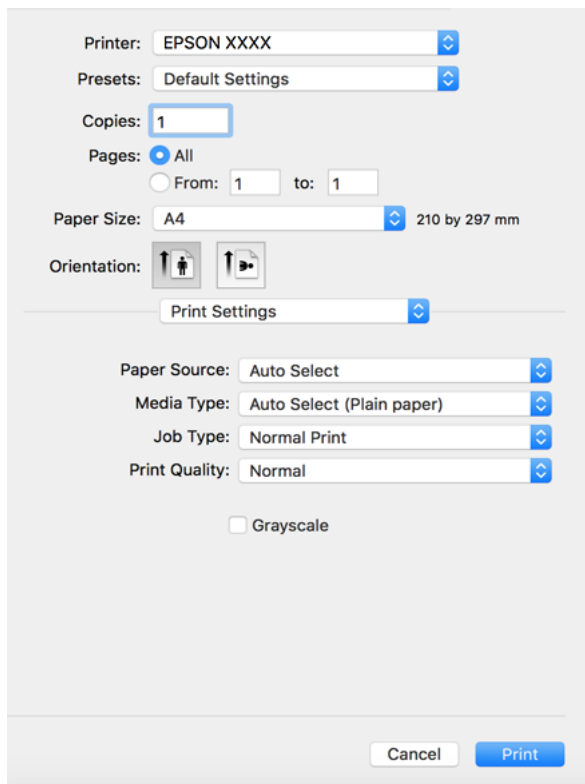 Printer: EPSON XXXX
Presets: Default Settings
Copies: 1
Pages: All
From: 1 to: 1
Paper Size: A4 210 by 297 mm
Orientation:
Print Settings
Paper Source: Auto Select
Media Type: Auto Select (Plain paper)
Job Type: Normal Print
Print Quality: Normal
Grayscale
Cancel Print